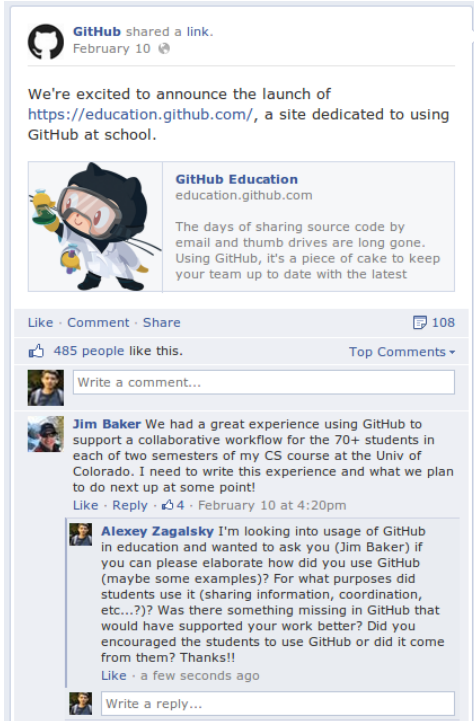 GitHub shared a link.
February 10
We're excited to announce the launch of
https://education.github.com/, a site dedicated to using
GitHub at school.
GitHub Education
education.github.com
The days of sharing source code by
email and thumb drives are long gone.
Using GitHub, it's a piece of cake to keep
your team up to date with the latest
Like · Comment · Share 108
485 people like this. Top Comments
Write a comment...
Jim Baker We had a great experience using GitHub to
support a collaborative workflow for the 70+ students in
each of two semesters of my CS course at the Univ of
Colorado. I need to write this experience and what we plan
to do next up at some point!
Like · Reply · 4 · February 10 at 4:20pm
Alexey Zagalsky I'm looking into usage of GitHub
in education and wanted to ask you (Jim Baker) if
you can please elaborate how did you use GitHub
(maybe some examples)? For what purposes did
students use it (sharing information, coordination,
etc...?)? Was there something missing in GitHub that
would have supported your work better? Did you
encouraged the students to use GitHub or did it come
from them? Thanks!!
Like · a few seconds ago
Write a reply...